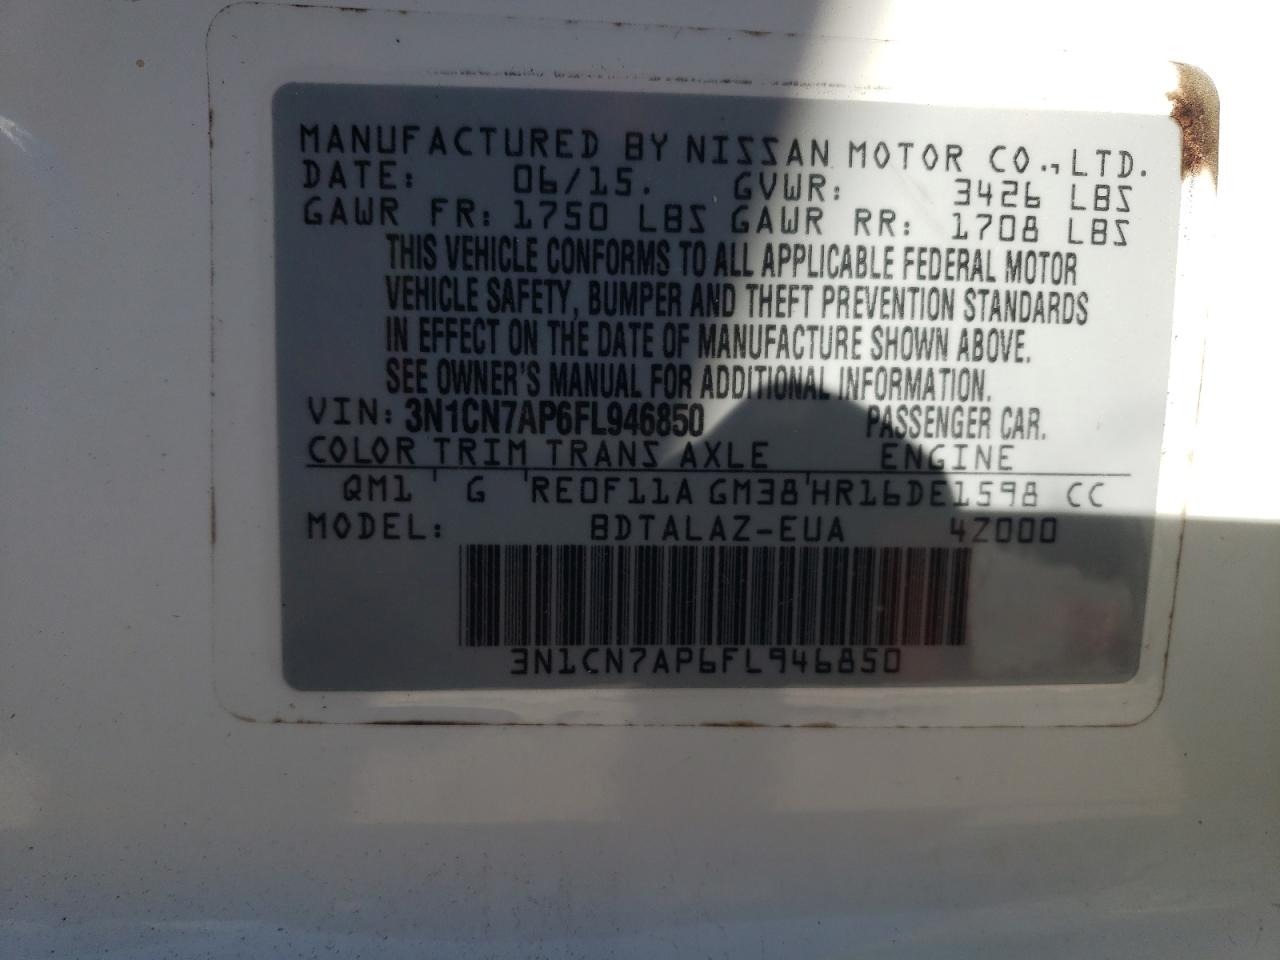 MANUFACTURED BY NISSAN MOTOR CO., LTD.
DATE: 06/15. GVWR: 3426 LBS
GAWR FR: 1750 LBS GAWR RR: 1708 LBS
THIS VEHICLE CONFORMS TO ALL APPLICABLE FEDERAL MOTOR
VEHICLE SAFETY, BUMPER AND THEFT PREVENTION STANDARDS
IN EFFECT ON THE DATE OF MANUFACTURE SHOWN ABOVE.
SEE OWNER'S MANUAL FOR ADDITIONAL INFORMATION.
VIN: 3N1CN7AP6FL946850 PASSENGER CAR.
COLOR TRIM TRANS AXLE ENGINE
QM1 ' G 'RE0F11A GM38'HR16DE1598 CC
MODEL: BDTALAZ-EUA 4Z000
3N1CN7AP6FL946850